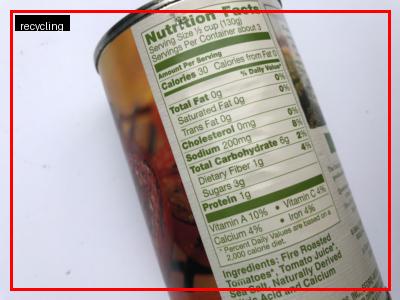 recycling
Nutrition Facts
Serving Size ½ cup (130g)
Servings Per Container about 3
Amount Per Serving
Calories 30 Calories from Fat 0
% Daily Value*
Total Fat 0g 0%
Saturated Fat 0g 0%
Trans Fat 0g
Cholesterol 0mg 0%
Sodium 200mg 8%
Total Carbohydrate 6g 2%
Dietary Fiber 1g 4%
Sugars 3g
Protein 1g
Vitamin A 10% • Vitamin C 4%
Calcium 4% • Iron 4%
* Percent Daily Values are based on a
2,000 calorie diet.
Ingredients: Fire Roasted
Tomatoes*, Tomato Juice*,
Sea Salt, Naturally Derived
Acid and Calcium